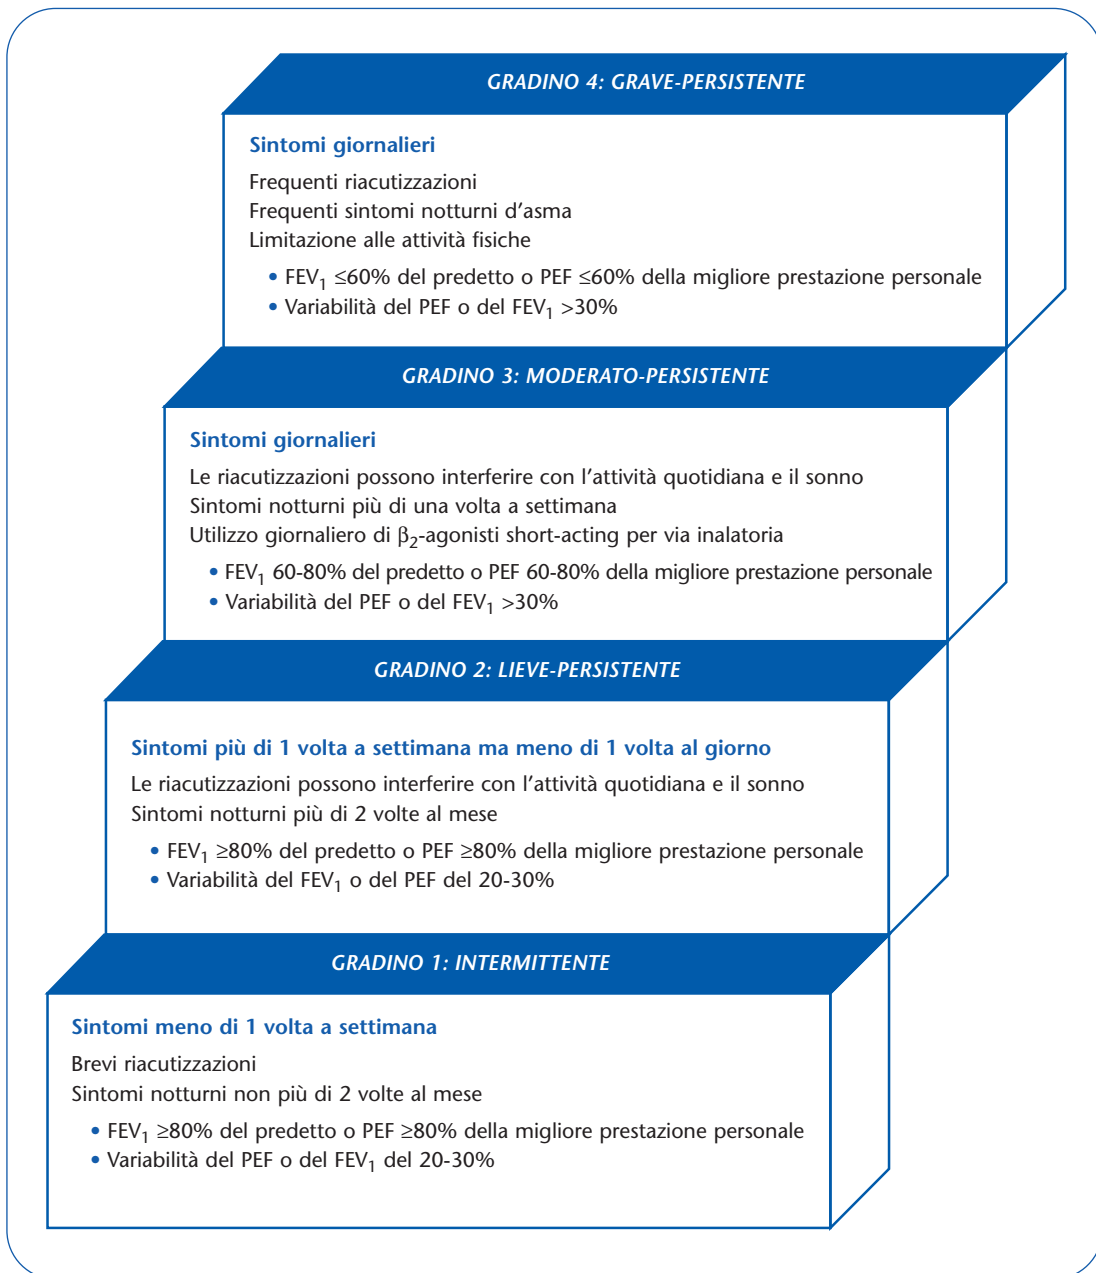 GRADINO 4: GRAVE-PERSISTENTE
Sintomi giornalieri
Frequenti riacutizzazioni
Frequenti sintomi notturni d'asma
Limitazione alle attività fisiche
• FEV₁ ≤60% del predetto o PEF ≤60% della migliore prestazione personale
• Variabilità del PEF o del FEV₁ >30%
GRADINO 3: MODERATO-PERSISTENTE
Sintomi giornalieri
Le riacutizzazioni possono interferire con l'attività quotidiana e il sonno
Sintomi notturni più di una volta a settimana
Utilizzo giornaliero di β₂-agonisti short-acting per via inalatoria
• FEV₁ 60-80% del predetto o PEF 60-80% della migliore prestazione personale
• Variabilità del PEF o del FEV₁ >30%
GRADINO 2: LIEVE-PERSISTENTE
Sintomi più di 1 volta a settimana ma meno di 1 volta al giorno
Le riacutizzazioni possono interferire con l'attività quotidiana e il sonno
Sintomi notturni più di 2 volte al mese
• FEV₁ ≥80% del predetto o PEF ≥80% della migliore prestazione personale
• Variabilità del FEV₁ o del PEF del 20-30%
GRADINO 1: INTERMITTENTE
Sintomi meno di 1 volta a settimana
Brevi riacutizzazioni
Sintomi notturni non più di 2 volte al mese
• FEV₁ ≥80% del predetto o PEF ≥80% della migliore prestazione personale
• Variabilità del PEF o del FEV₁ del 20-30%